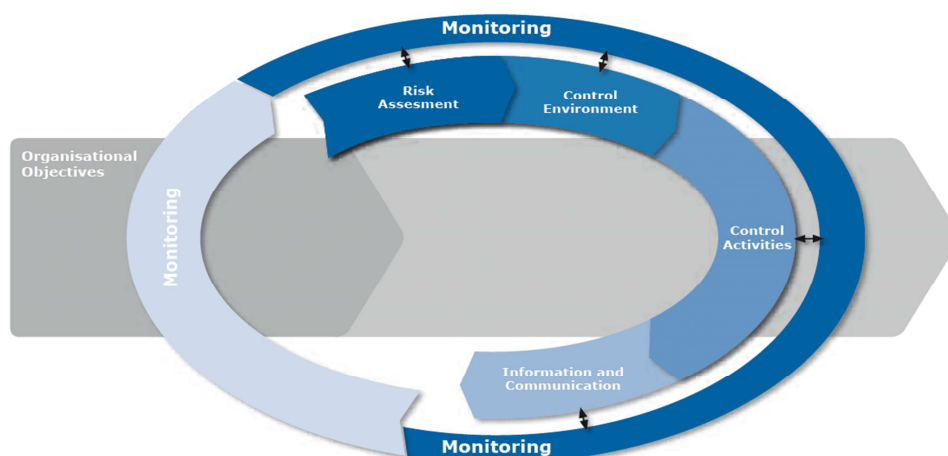 Monitoring
Risk
Assesment
Control
Environment
Organisational
Objectives
Monitoring
Control
Activities
Information and
Communication
Monitoring